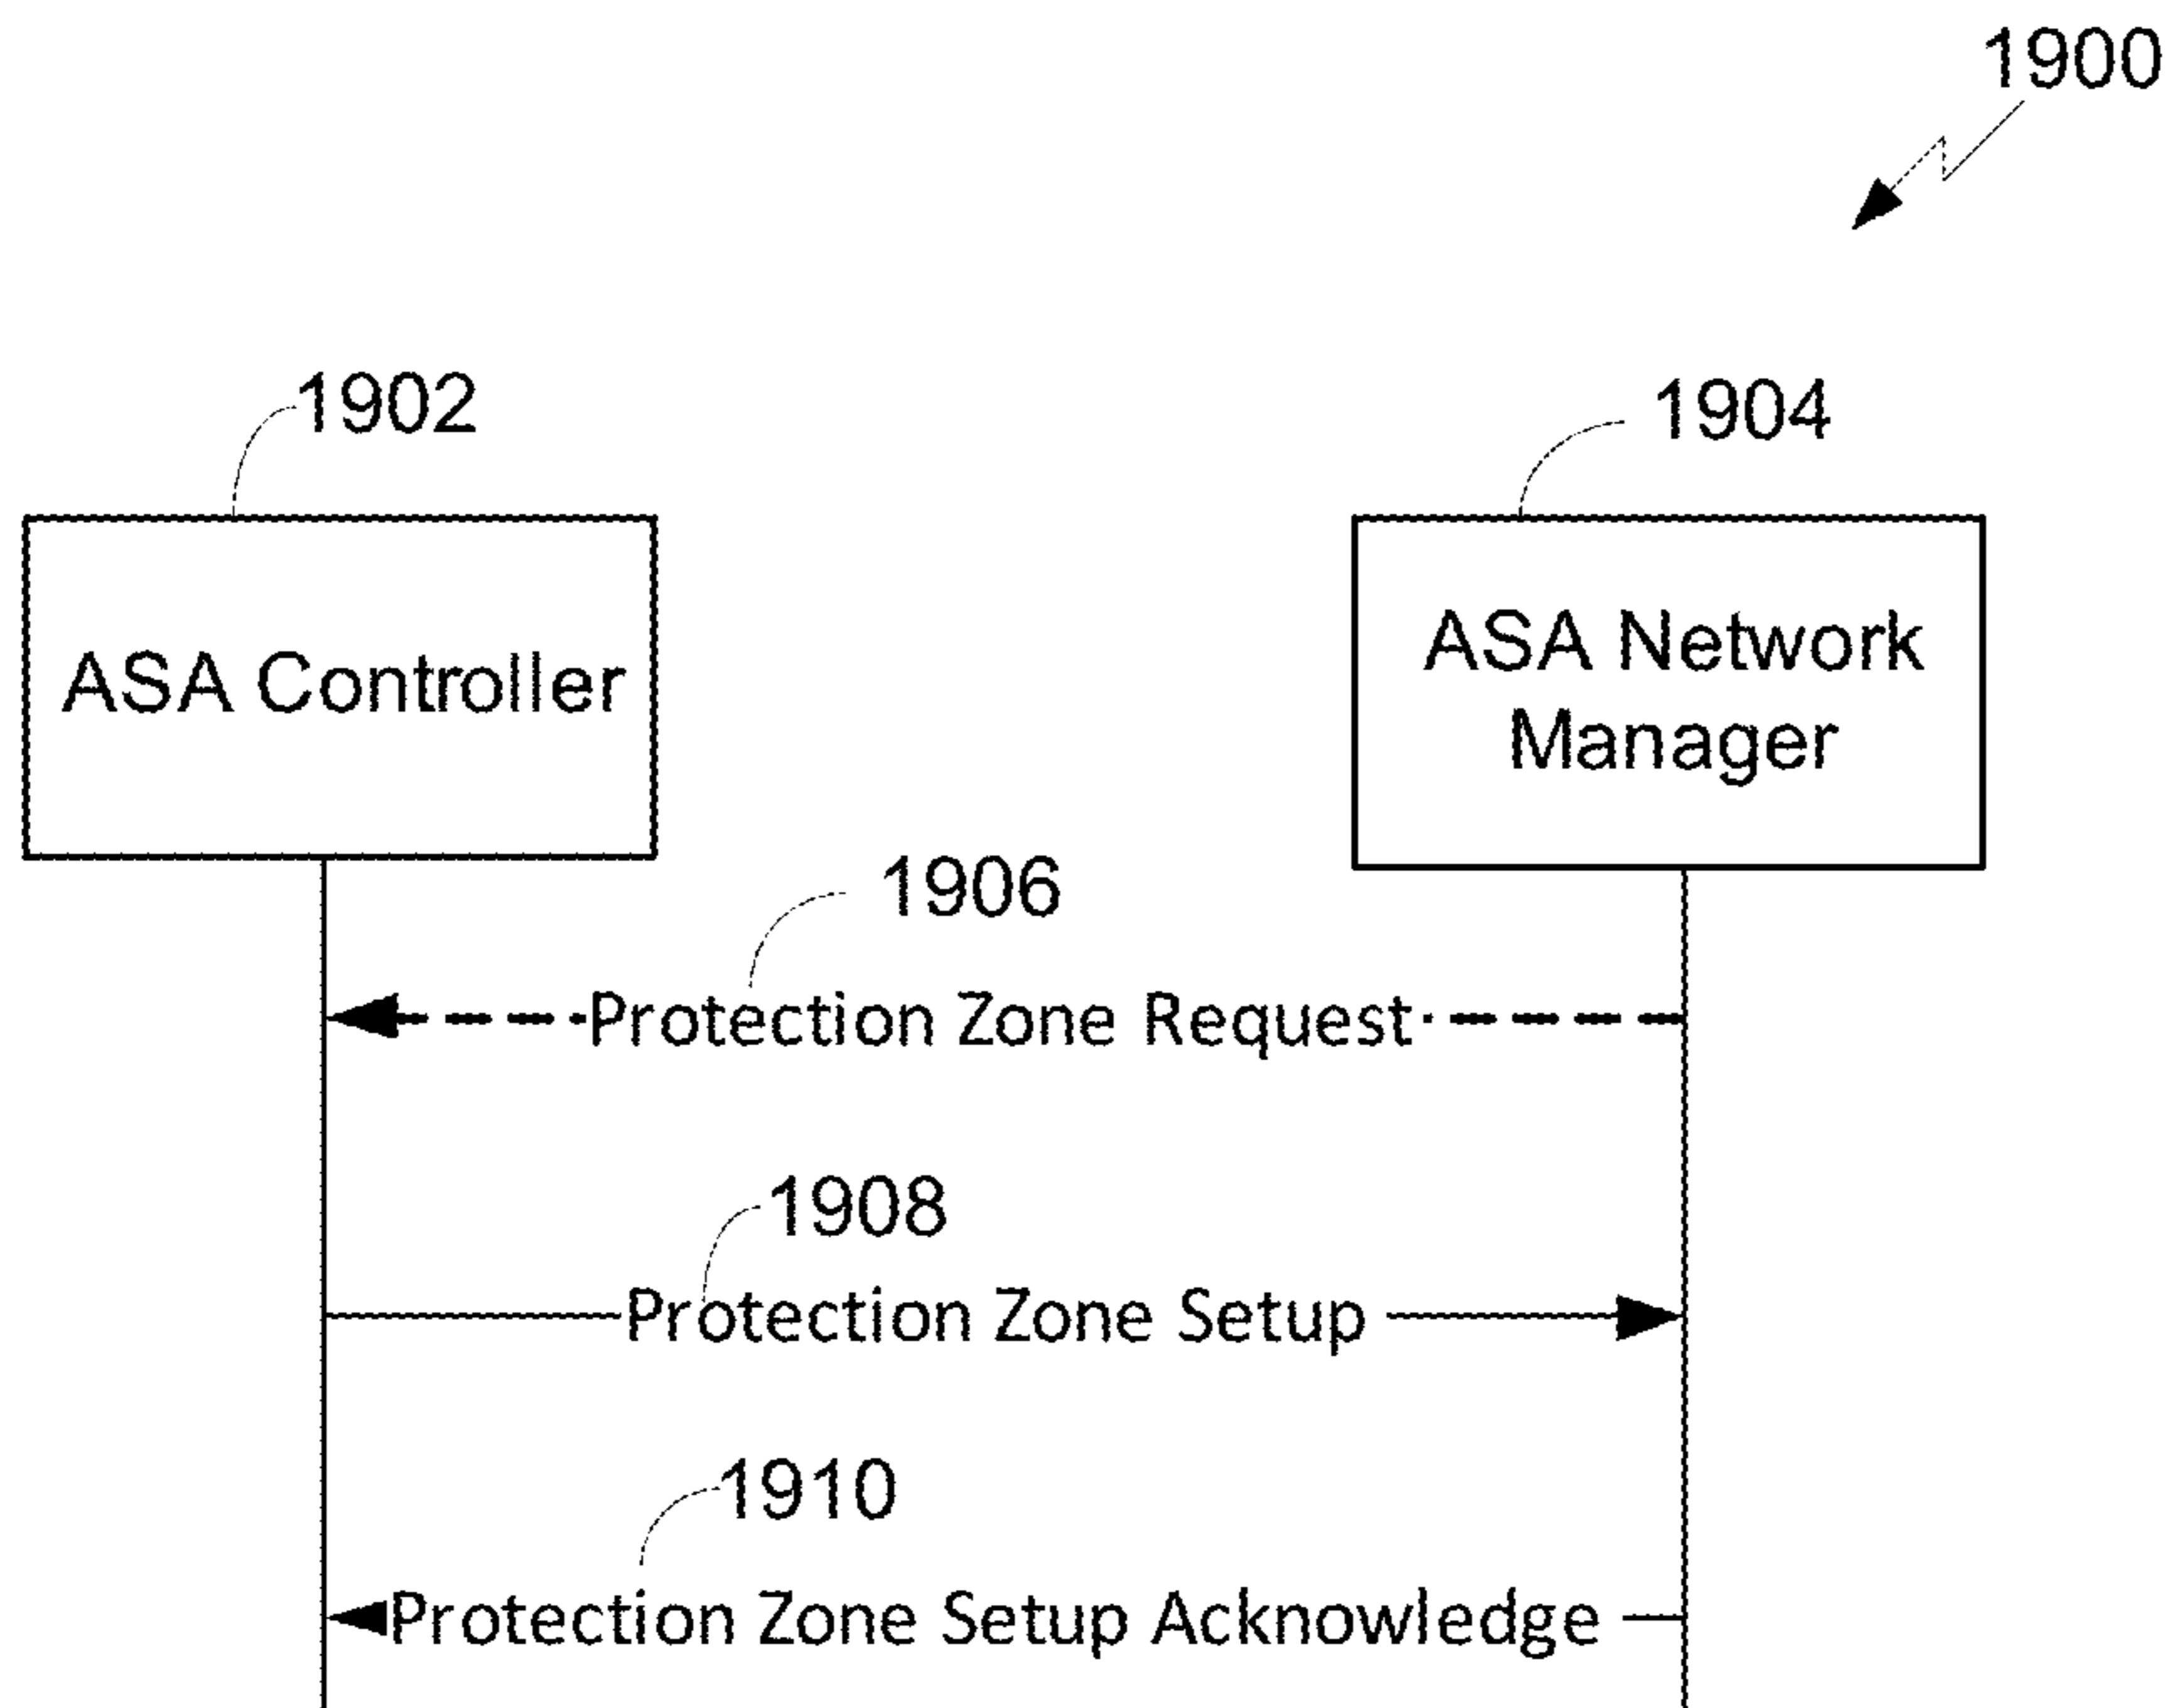 1900
1902
1904
ASA Controller
ASA Network
Manager
1906
Protection Zone Request
1908
Protection Zone Setup
1910
Protection Zone Setup Acknowledge